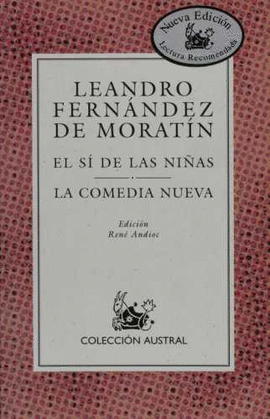 Nueva Edición
Lectura Recomendada
LEANDRO
FERNÁNDEZ
DE MORATÍN
EL SÍ DE LAS NIÑAS
LA COMEDIA NUEVA
Edición
René Andioc
COLECCIÓN AUSTRAL